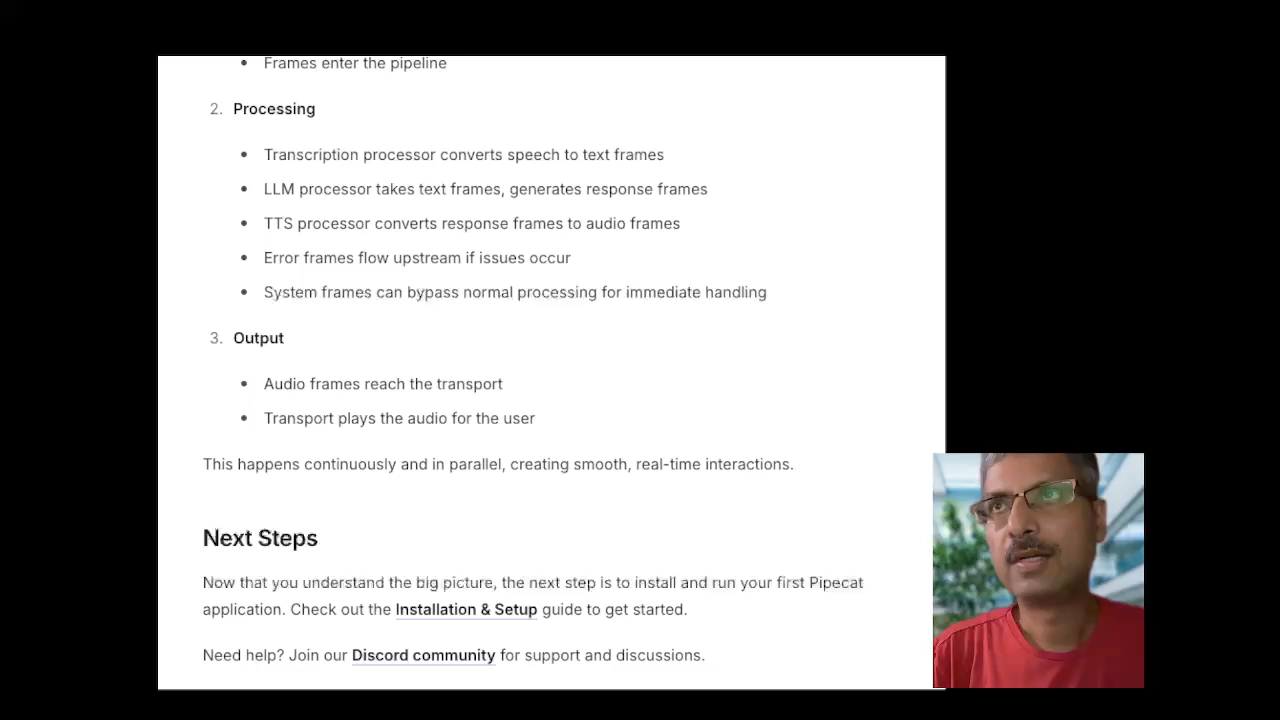 • Frames enter the pipeline
2. Processing
• Transcription processor converts speech to text frames
• LLM processor takes text frames, generates response frames
• TTS processor converts response frames to audio frames
• Error frames flow upstream if issues occur
• System frames can bypass normal processing for immediate handling
3. Output
• Audio frames reach the transport
• Transport plays the audio for the user
This happens continuously and in parallel, creating smooth, real-time interactions.
Next Steps
Now that you understand the big picture, the next step is to install and run your first Pipecat
application. Check out the Installation & Setup guide to get started.
Need help? Join our Discord community for support and discussions.